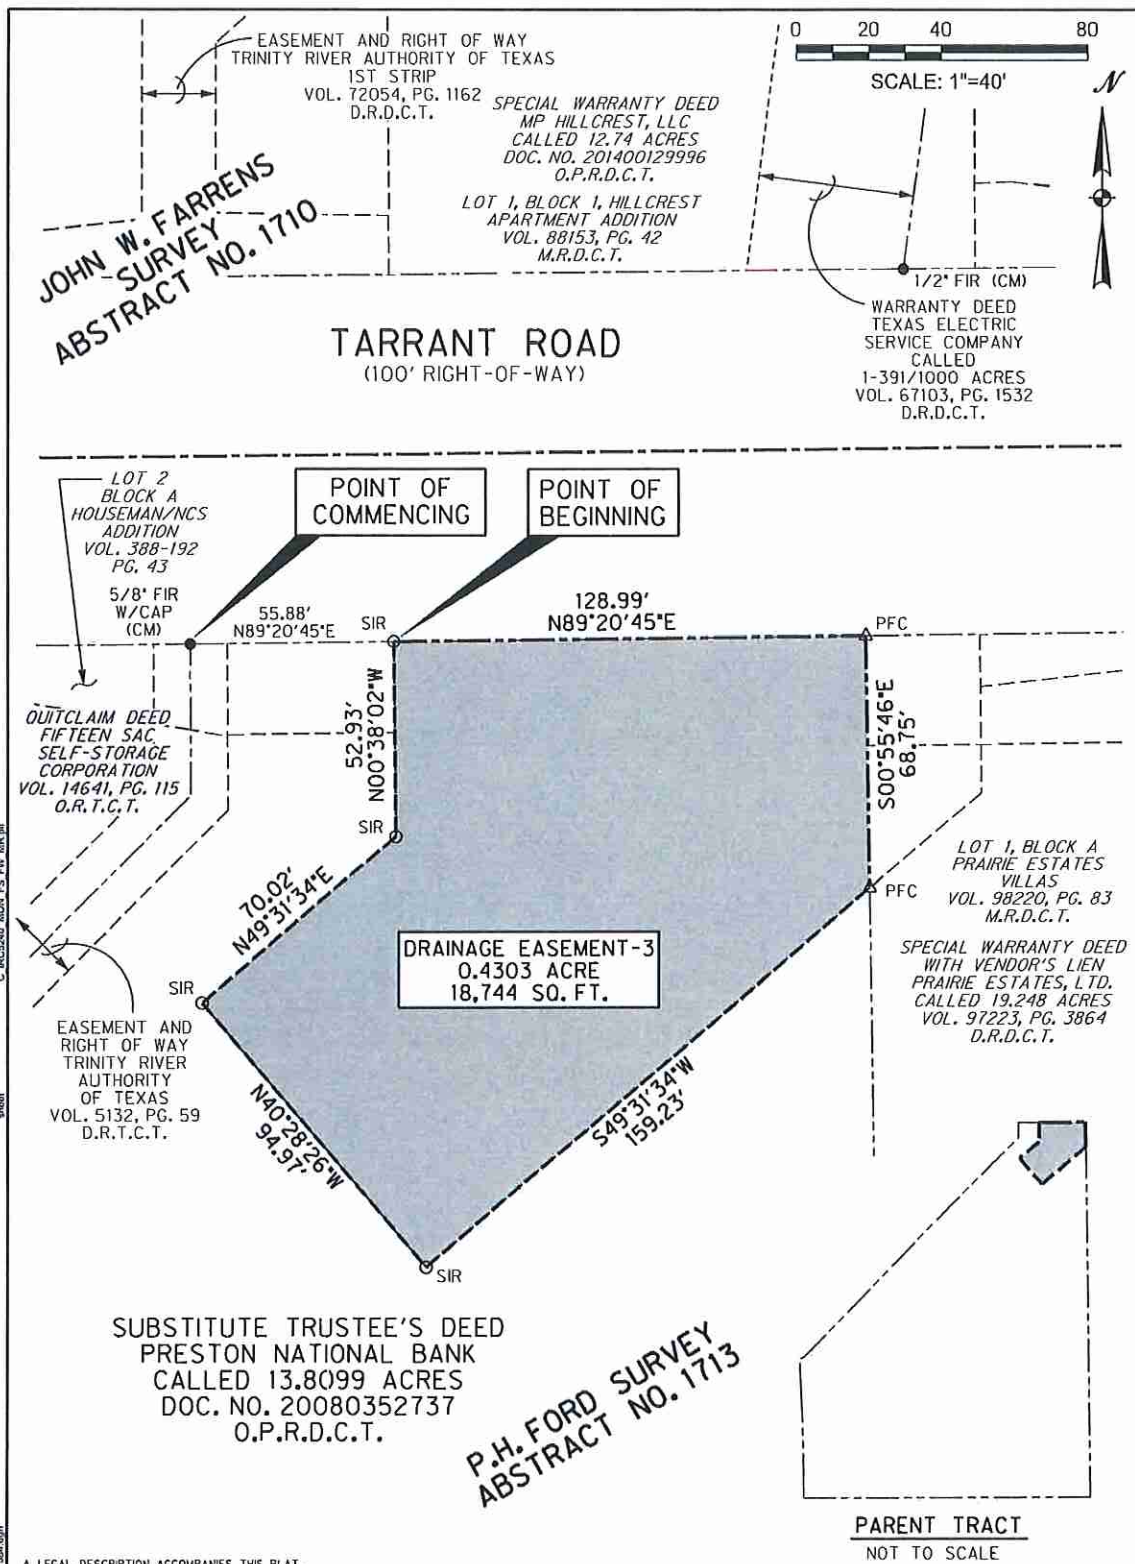 EASEMENT AND RIGHT OF WAY
TRINITY RIVER AUTHORITY OF TEXAS
1ST STRIP
VOL. 72054, PG. 1162
D.R.D.C.T.
SPECIAL WARRANTY DEED
MP HILLCREST, LLC
CALLED 12.74 ACRES
DOC. NO. 201400129996
O.P.R.D.C.T.
LOT 1, BLOCK 1, HILLCREST
APARTMENT ADDITION
VOL. 88153, PG. 42
M.R.D.C.T.
0 20 40 80
SCALE: 1"=40'
N
JOHN W. FARRENS
SURVEY
ABSTRACT NO. 1710
1/2" FIR (CM)
WARRANTY DEED
TEXAS ELECTRIC
SERVICE COMPANY
CALLED
1-391/1000 ACRES
VOL. 67103, PG. 1532
D.R.D.C.T.
TARRANT ROAD
(100' RIGHT-OF-WAY)
LOT 2
BLOCK A
HOUSEMAN/NCS
ADDITION
VOL. 388-192
PG. 43
POINT OF
COMMENCING
POINT OF
BEGINNING
5/8" FIR
W/CAP
(CM)
55.88'
N89°20'45"E
SIR
128.99'
N89°20'45"E
PFC
QUITCLAIM DEED
FIFTEEN SAC
SELF-STORAGE
CORPORATION
VOL. 14641, PG. 115
O.R.T.C.T.
52.93'
N00°38'02"W
S00°55'46"E
68.75'
SIR
PFC
LOT 1, BLOCK A
PRAIRIE ESTATES
VILLAS
VOL. 98220, PG. 83
M.R.D.C.T.
70.02'
N49°31'34"E
SPECIAL WARRANTY DEED
WITH VENDOR'S LIEN
PRAIRIE ESTATES, LTD.
CALLED 19.248 ACRES
VOL. 97223, PG. 3864
D.R.D.C.T.
DRAINAGE EASEMENT-3
0.4303 ACRE
18,744 SQ. FT.
SIR
EASEMENT AND
RIGHT OF WAY
TRINITY RIVER
AUTHORITY
OF TEXAS
VOL. 5132, PG. 59
D.R.T.C.T.
N40°28'26"W
94.97'
S49°31'34"W
159.23'
SIR
SUBSTITUTE TRUSTEE'S DEED
PRESTON NATIONAL BANK
CALLED 13.8099 ACRES
DOC. NO. 20080352737
O.P.R.D.C.T.
P.H. FORD SURVEY
ABSTRACT NO. 1713
PARENT TRACT
NOT TO SCALE
A LEGAL DESCRIPTION ACCOMPANIES THIS PLAT